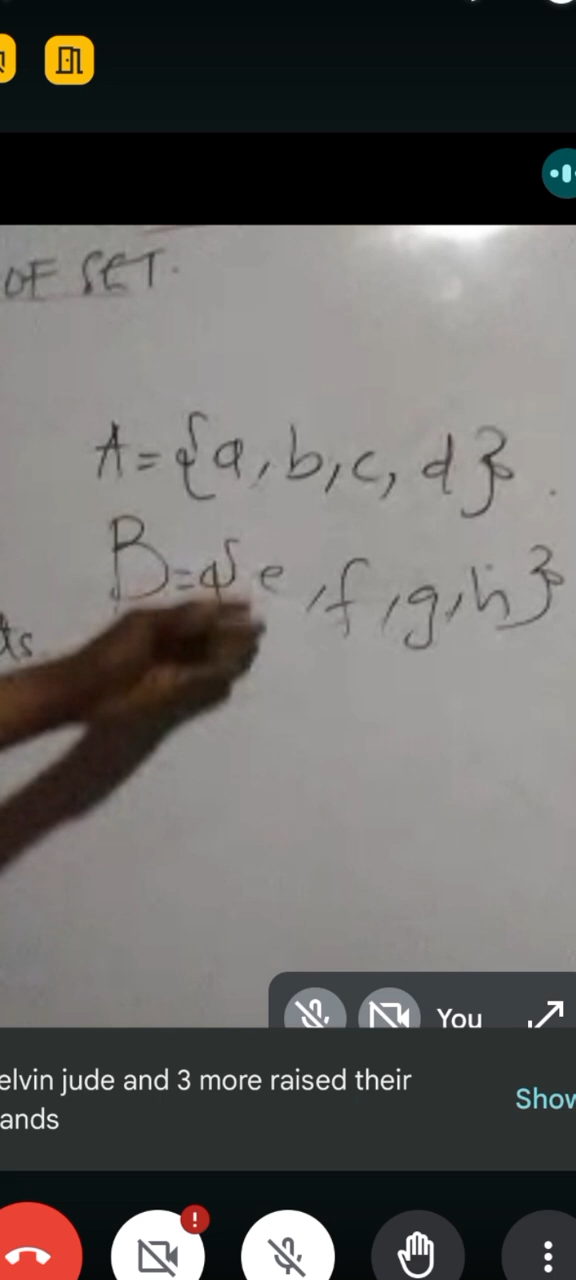 OF SET.
A = {a, b, c, d}.
B = { e, f, g, h}
ts
You
elvin jude and 3 more raised their
ands
Show